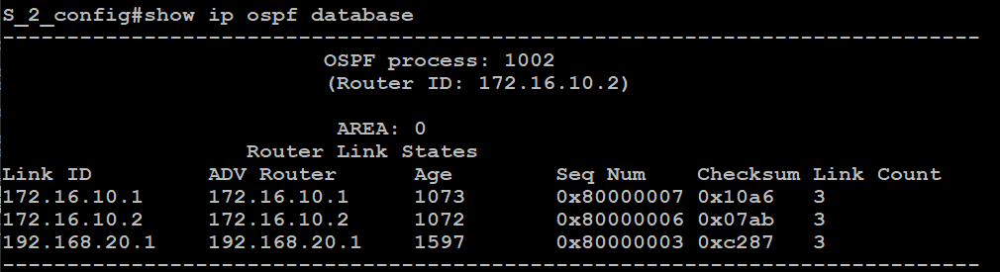 S_2_config#show ip ospf database
-----------------------------------------------------------------------------
OSPF process: 1002
(Router ID: 172.16.10.2)
AREA: 0
Router Link States
Link ID ADV Router Age Seq Num Checksum Link Count
172.16.10.1 172.16.10.1 1073 0x80000007 0x10a6 3
172.16.10.2 172.16.10.2 1072 0x80000006 0x07ab 3
192.168.20.1 192.168.20.1 1597 0x80000003 0xc287 3
-----------------------------------------------------------------------------